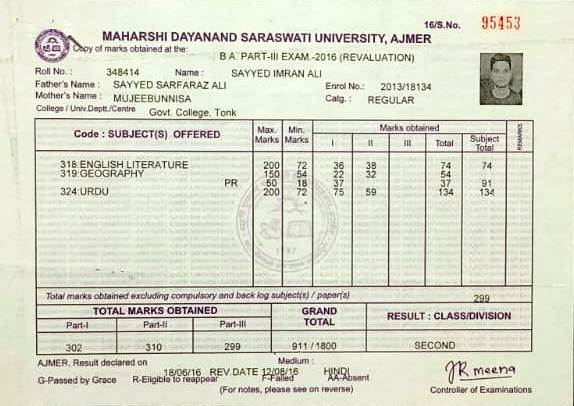 16/S.No. 95453
MAHARSHI DAYANAND SARASWATI UNIVERSITY, AJMER
Copy of marks obtained at the:
B.A. PART-III EXAM.-2016 (REVALUATION)
Roll No. : 348414 Name : SAYYED IMRAN ALI
Father's Name : SAYYED SARFARAZ ALI Enrol No.: 2013/18134
Mother's Name : MUJEEBUNNISA Catg. : REGULAR
College / Univ.Deptt./Centre Govt. College, Tonk
Code : SUBJECT(S) OFFERED Max. Marks Min. Marks Marks obtained I II III Total Subject Total REMARKS
318:ENGLISH LITERATURE 200 72 36 38 74 74
319:GEOGRAPHY 150 54 22 32 54
PR 50 18 37 37 91
324:URDU 200 72 75 59 134 134
Total marks obtained excluding compulsory and back log subject(s) / paper(s) 299
TOTAL MARKS OBTAINED GRAND TOTAL RESULT : CLASS/DIVISION
Part-I Part-II Part-III
302 310 299 911/1800 SECOND
AJMER, Result declared on 18/06/16 REV.DATE 12/08/16 Medium : HINDI
G-Passed by Grace R-Eligible to reappear F-Failed AA-Absent
(For notes, please see on reverse)
JR meena
Controller of Examinations